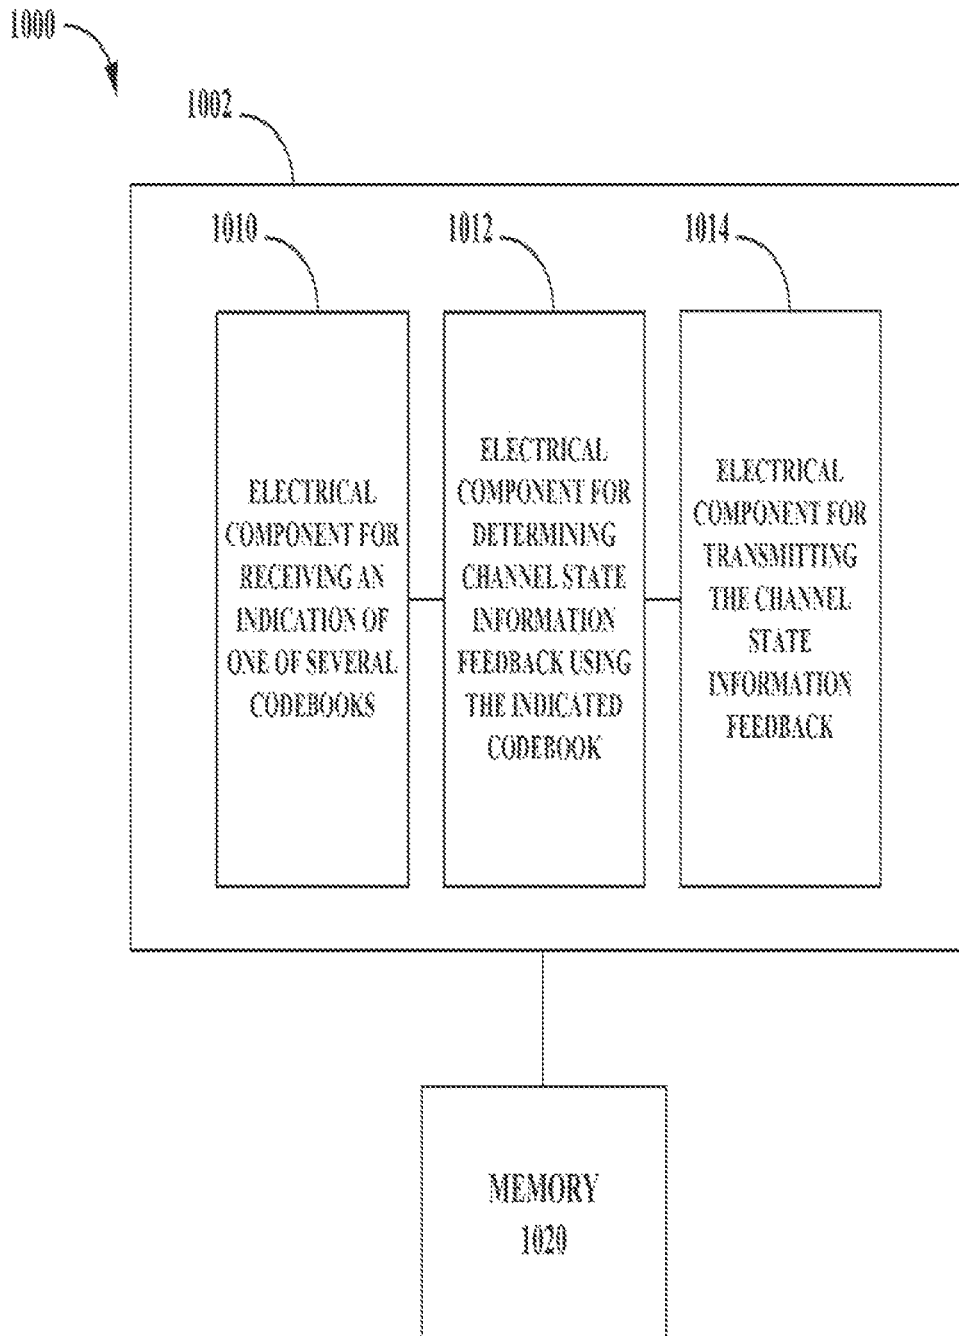 1000
1002
1010
1012
1014
ELECTRICAL
COMPONENT FOR
RECEIVING AN
INDICATION OF
ONE OF SEVERAL
CODEBOOKS
ELECTRICAL
COMPONENT FOR
DETERMINING
CHANNEL STATE
INFORMATION
FEEDBACK USING
THE INDICATED
CODEBOOK
ELECTRICAL
COMPONENT FOR
TRANSMITTING
THE CHANNEL
STATE
INFORMATION
FEEDBACK
MEMORY
1020